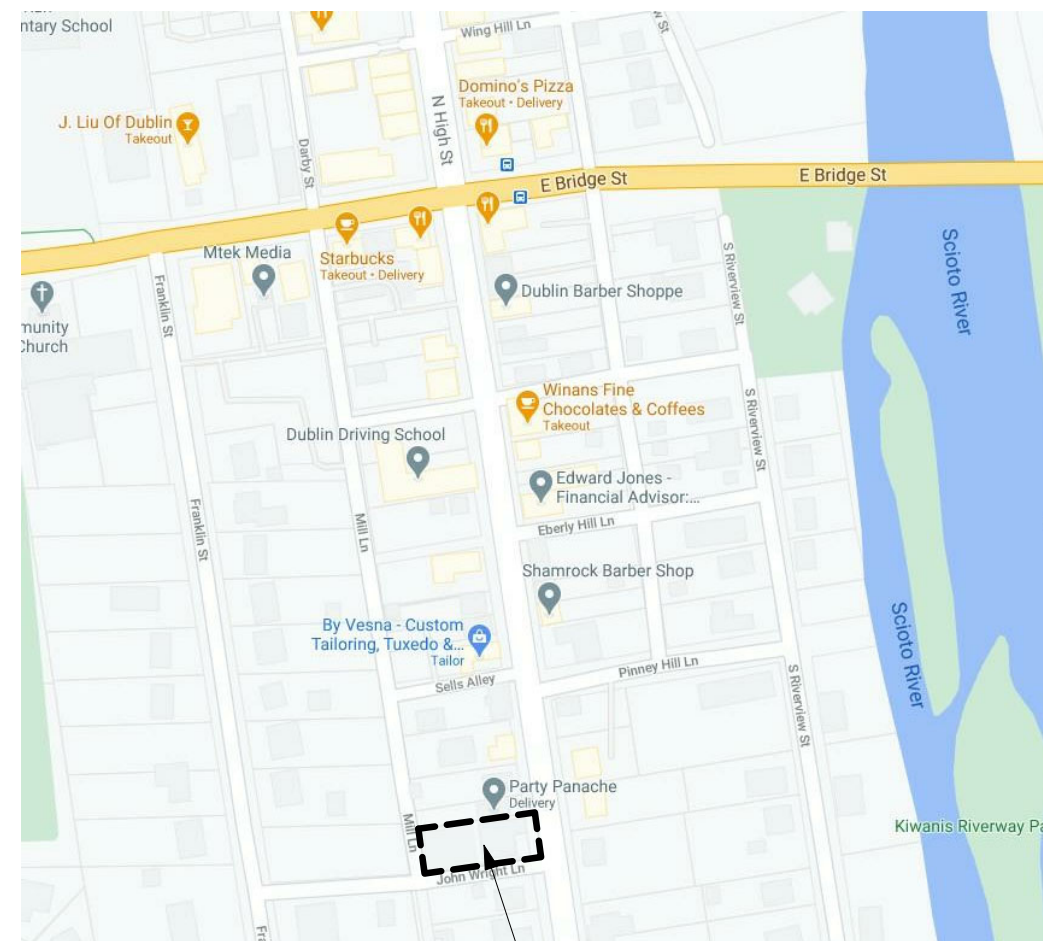 ntary School
Wing Hill Ln
w St
Domino's Pizza
Takeout • Delivery
J. Liu Of Dublin
Takeout
N High St
Darby St
E Bridge St
E Bridge St
Mtek Media
Starbucks
Takeout • Delivery
Franklin St
S Riverview St
Scioto River
Dublin Barber Shoppe
munity
Church
Winans Fine
Chocolates & Coffees
Takeout
S Riverview St
Dublin Driving School
Edward Jones -
Financial Advisor:...
Franklin St
Mill Ln
Eberly Hill Ln
Shamrock Barber Shop
By Vesna - Custom
Tailoring, Tuxedo &...
Tailor
Scioto River
Sells Alley
Pinney Hill Ln
S Riverview St
Party Panache
Delivery
Mill Ln
Kiwanis Riverway Pa
John Wright Ln
Fra